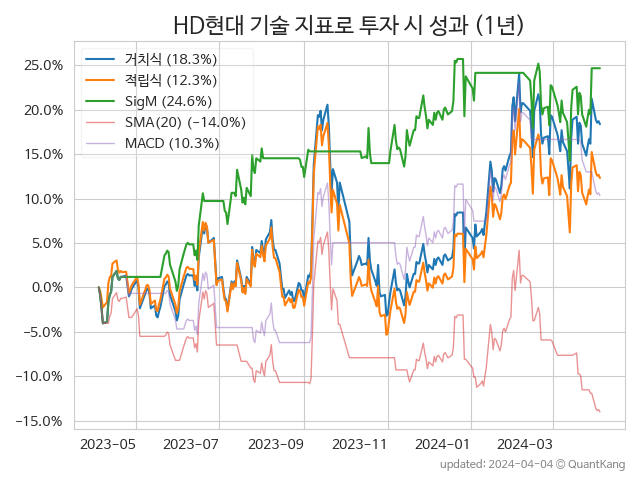 HD현대 기술 지표로 투자 시 성과 (1년)
거치식 (18.3%)
적립식 (12.3%)
SigM (24.6%)
SMA(20) (−14.0%)
MACD (10.3%)
25.0%
20.0%
15.0%
10.0%
5.0%
0.0%
−5.0%
−10.0%
−15.0%
2023-05 2023-07 2023-09 2023-11 2024-01 2024-03
updated: 2024-04-04 © QuantKang